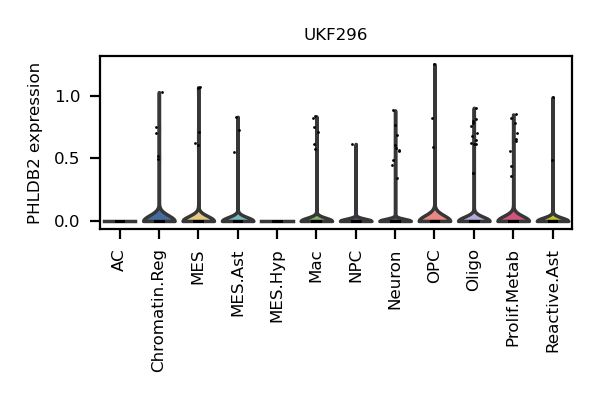 UKF296
PHLDB2 expression
1.0
0.5
0.0
AC
Chromatin.Reg
MES
MES.Ast
MES.Hyp
Mac
NPC
Neuron
OPC
Oligo
Prolif.Metab
Reactive.Ast